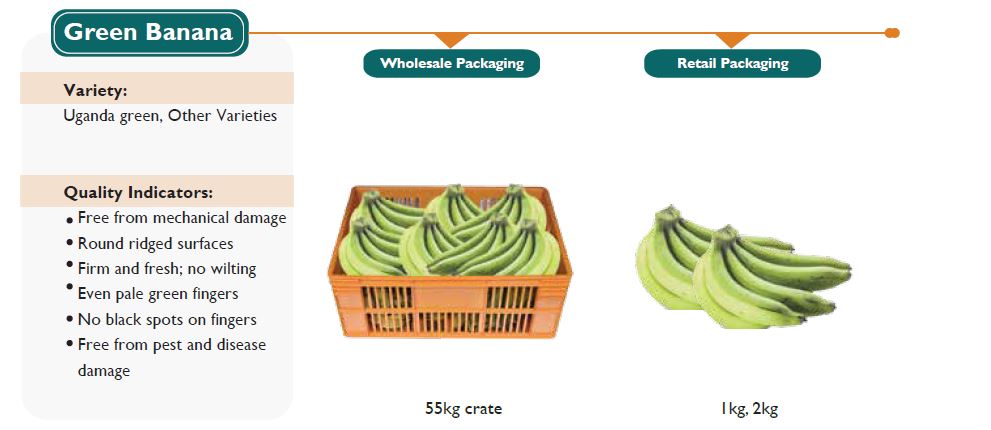 Green Banana
Wholesale Packaging
Retail Packaging
Variety:
Uganda green, Other Varieties
Quality Indicators:
• Free from mechanical damage
• Round ridged surfaces
• Firm and fresh; no wilting
• Even pale green fingers
• No black spots on fingers
• Free from pest and disease
damage
55kg crate
1kg, 2kg